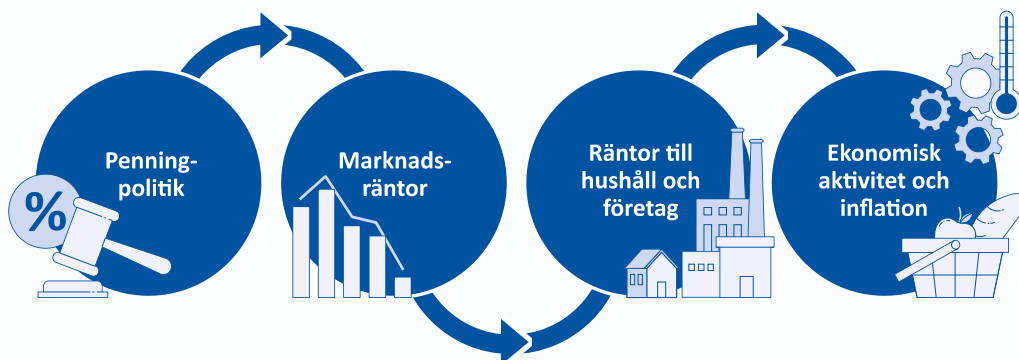 Penning-
politik
%
Marknads-
räntor
Räntor till
hushåll och
företag
Ekonomisk
aktivitet och
inflation